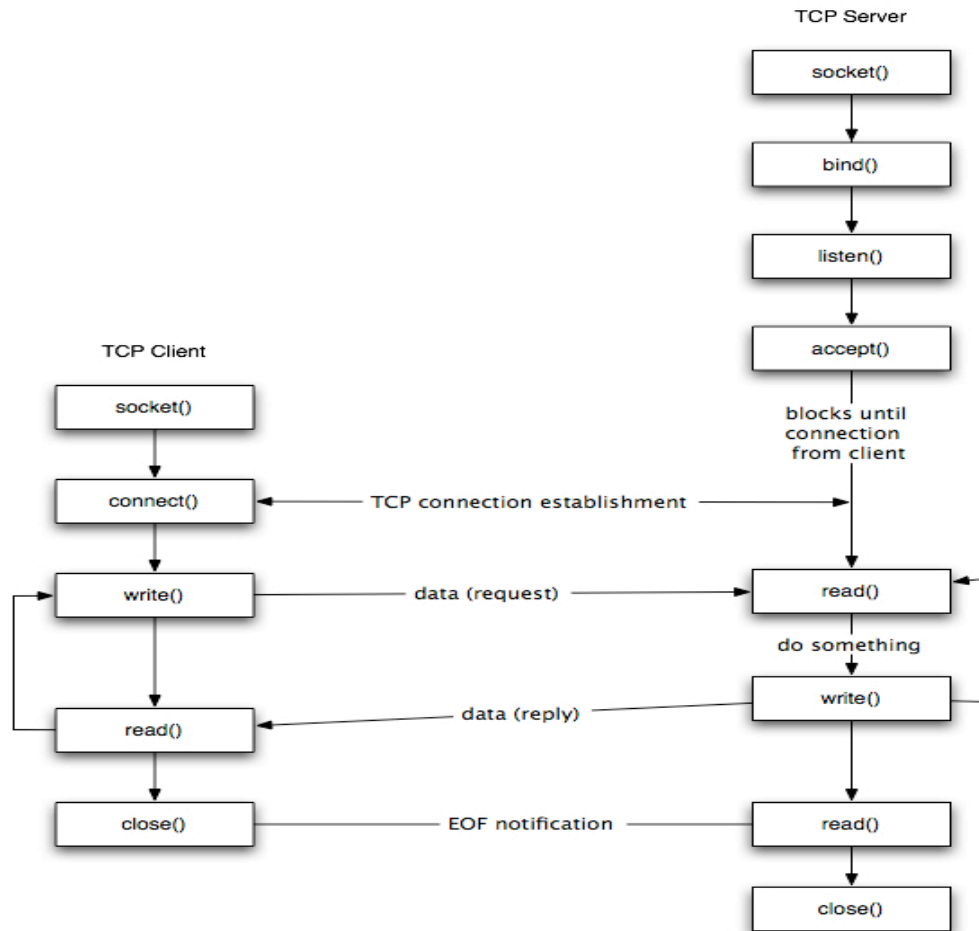 TCP Server
socket()
bind()
listen()
accept()
blocks until
connection
from client
TCP Client
socket()
connect()
TCP connection establishment
write()
data (request)
read()
do something
write()
data (reply)
read()
close()
EOF notification
read()
close()